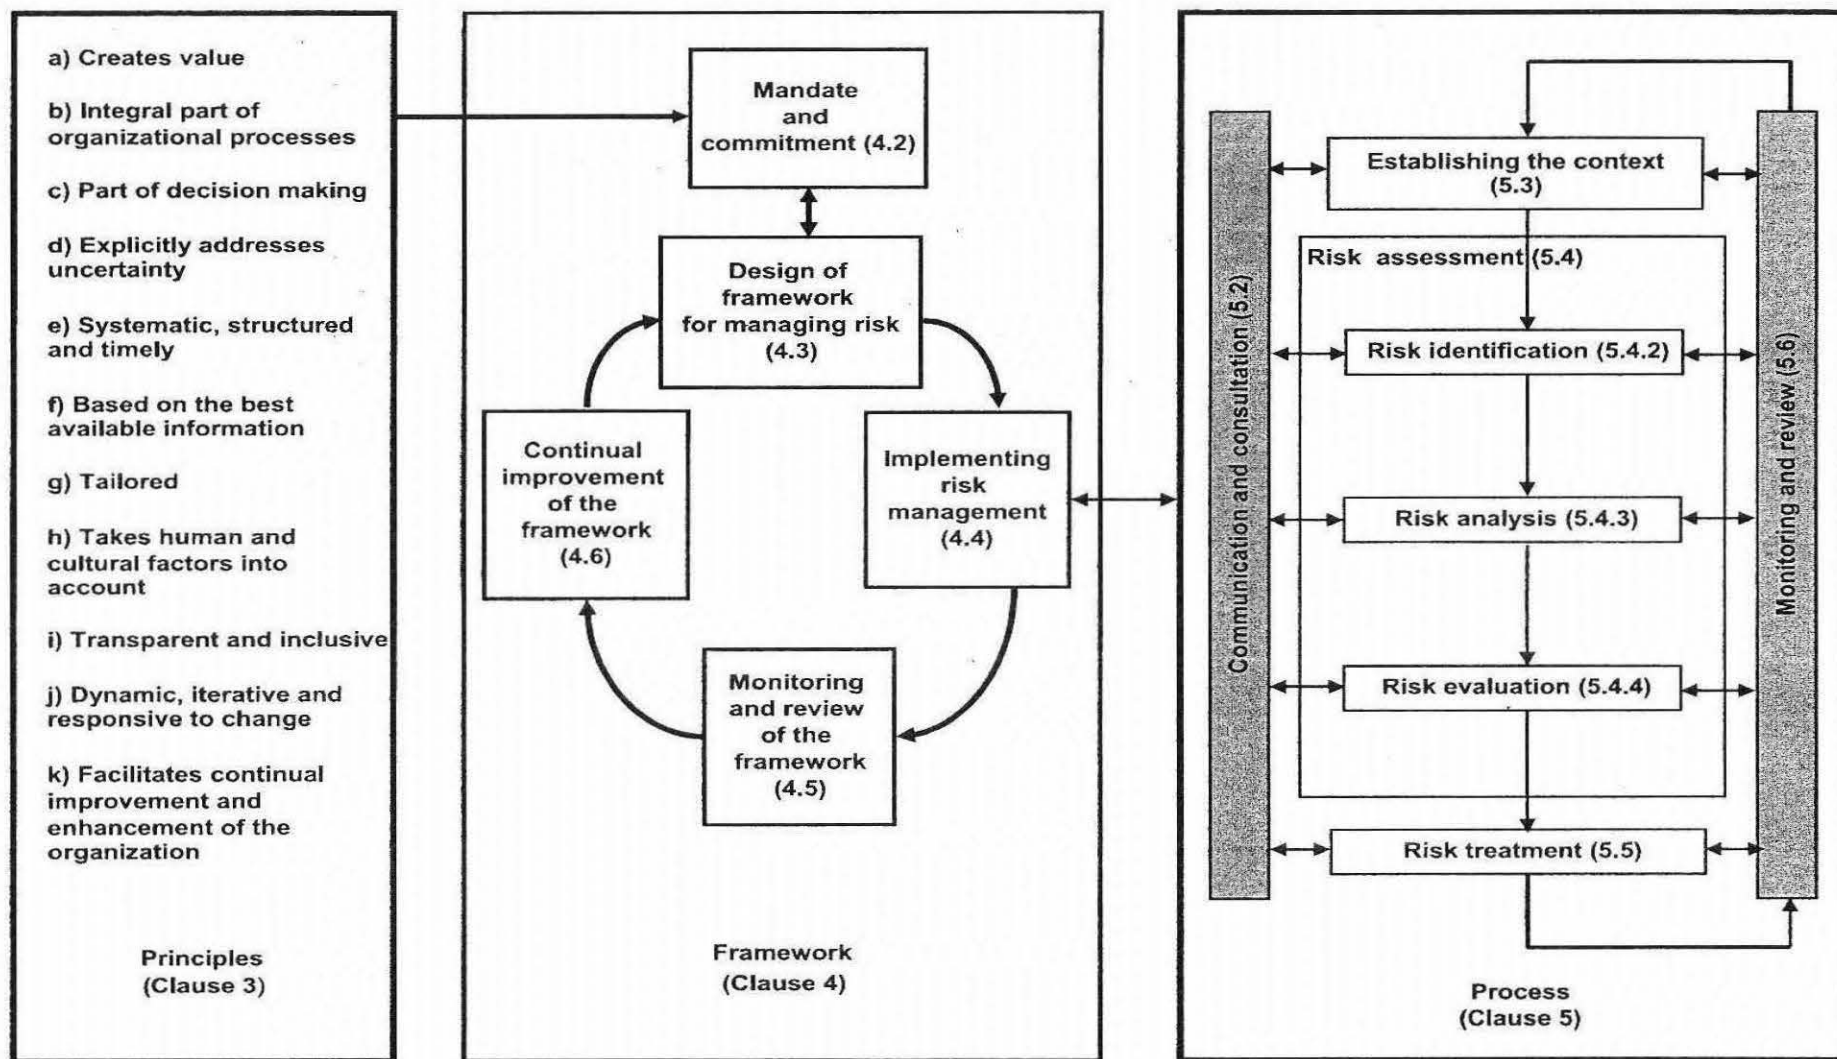 a) Creates value
b) Integral part of
organizational processes
c) Part of decision making
d) Explicitly addresses
uncertainty
e) Systematic, structured
and timely
f) Based on the best
available information
g) Tailored
h) Takes human and
cultural factors into
account
i) Transparent and inclusive
j) Dynamic, iterative and
responsive to change
k) Facilitates continual
improvement and
enhancement of the
organization
Principles
(Clause 3)
Mandate
and
commitment (4.2)
Design of
framework
for managing risk
(4.3)
Continual
improvement
of the
framework
(4.6)
Implementing
risk
management
(4.4)
Monitoring
and review
of the
framework
(4.5)
Framework
(Clause 4)
Communication and consultation (5.2)
Establishing the context
(5.3)
Risk assessment (5.4)
Risk identification (5.4.2)
Risk analysis (5.4.3)
Risk evaluation (5.4.4)
Risk treatment (5.5)
Monitoring and review (5.6)
Process
(Clause 5)